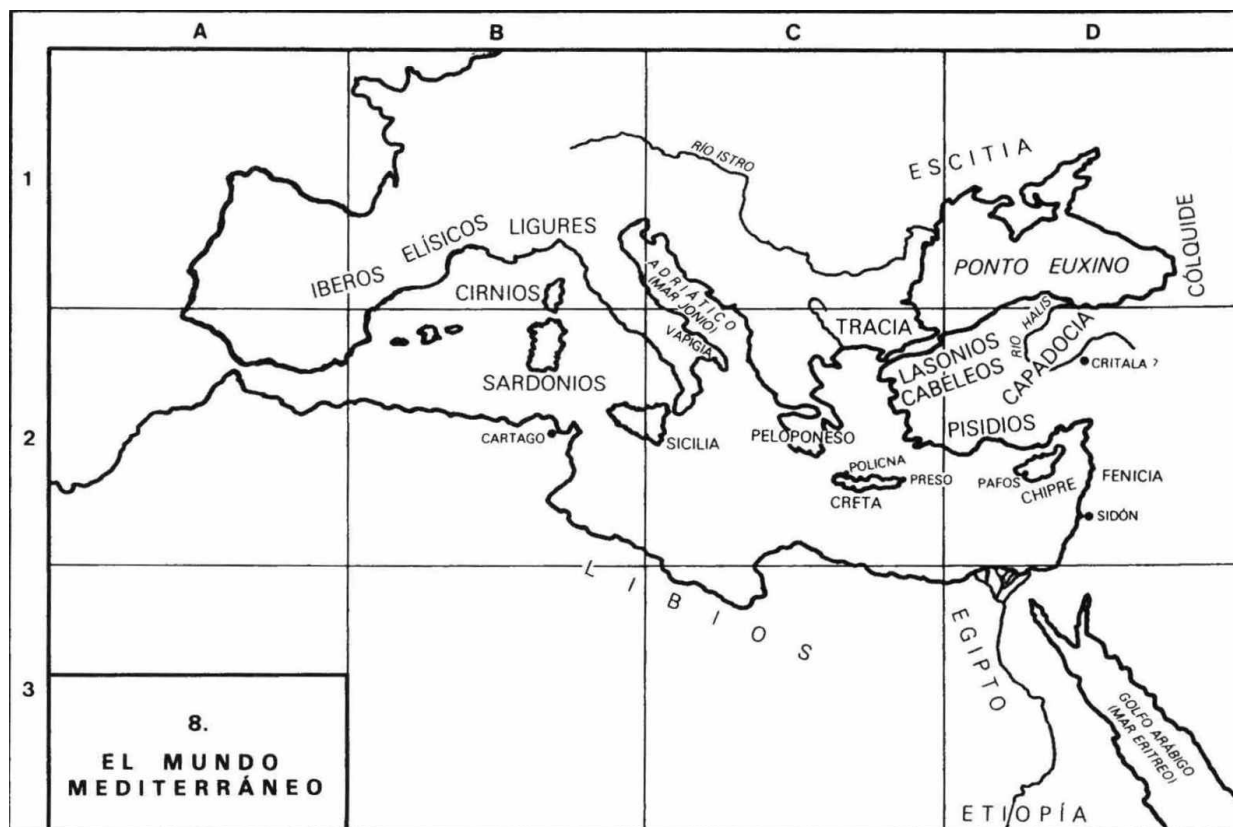 A B C D
1
2
3
RÍO ISTRO
ESCITIA
IBEROS
ELÍSICOS
LIGURES
CIRNIOS
ADRIÁTICO
(MAR JONIO)
PONTO EUXINO
CÓLQUIDE
YAPIGIA
TRACIA
RÍO HALIS
LASONIOS
CABÉLEOS
CAPADOCIA
CRITALA ?
SARDONIOS
CARTAGO
SICILIA
PELOPONESO
PISIDIOS
POLICNA
PRESO
CRETA
PAFOS
CHIPRE
FENICIA
SIDÓN
LIBIOS
EGIPTO
GOLFO ARÁBIGO
(MAR ERITREO)
ETIOPÍA
8.
EL MUNDO
MEDITERRÁNEO